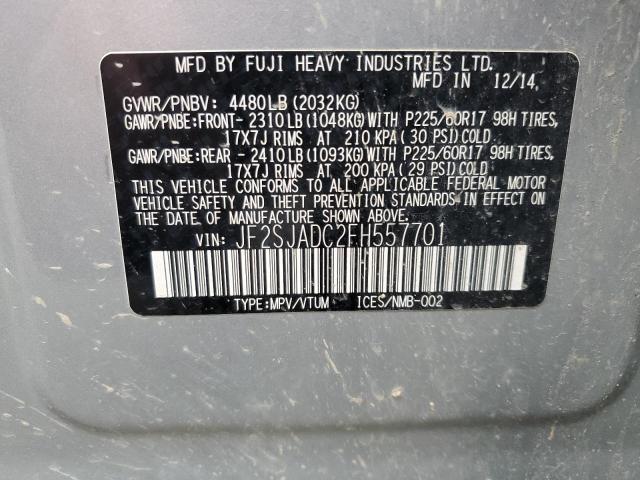 MFD BY FUJI HEAVY INDUSTRIES LTD.
MFD. IN 12/14
GVWR/PNBV: 4480LB(2032KG)
GAWR/PNBE:FRONT-2310LB(1048KG)WITH P225/60R17 98H TIRES,
17X7J RIMS AT 210 KPA(30 PSI)COLD
GAWR/PNBE:REAR -2410LB(1093KG)WITH P225/60R17 98H TIRES,
17X7J RIMS AT 200 KPA(29 PSI)COLD
THIS VEHICLE CONFORMS TO ALL APPLICABLE FEDERAL MOTOR
VEHICLE SAFETY AND THEFT PREVENTION STANDARDS IN EFFECT ON
THE DATE OF MANUFACTURE SHOWN ABOVE.
VIN: JF2SJADC2FH557701
TYPE:MPV/VTUM ICES/NMB-002